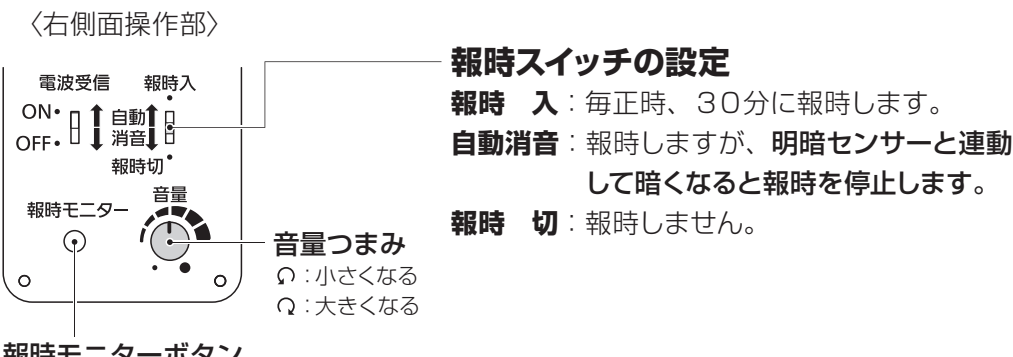 〈右側面操作部〉
電波受信 報時入
ON
OFF
自動
消音
報時切
報時モニター
音量
音量つまみ
:小さくなる
:大きくなる
報時モニターボタン
報時スイッチの設定
報時 入:毎正時、30分に報時します。
自動消音:報時しますが、明暗センサーと連動
して暗くなると報時を停止します。
報時 切:報時しません。